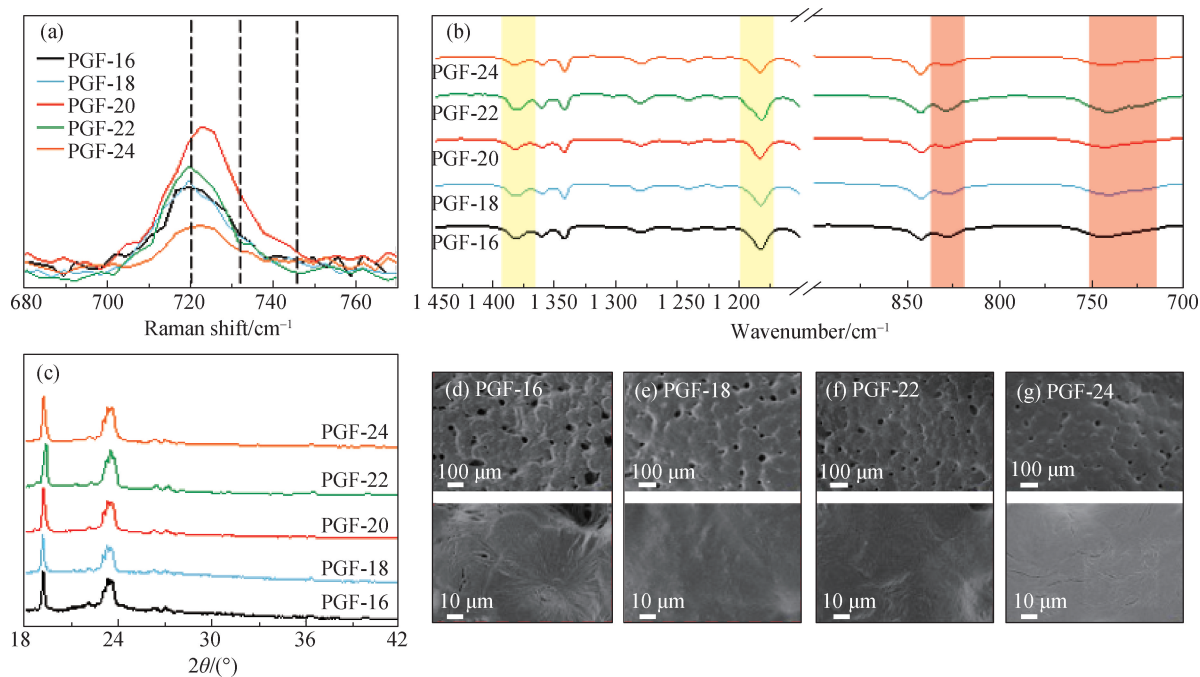 (a)
PGF-16
PGF-18
PGF-20
PGF-22
PGF-24
680 700 720 740 760
Raman shift/cm⁻¹
(b)
PGF-24
PGF-22
PGF-20
PGF-18
PGF-16
1 450 1 400 1 350 1 300 1 250 1 200 850 800 750 700
Wavenumber/cm⁻¹
(c)
PGF-24
PGF-22
PGF-20
PGF-18
PGF-16
18 24 30 36 42
2θ/(°)
(d) PGF-16
100 μm
10 μm
(e) PGF-18
100 μm
10 μm
(f) PGF-22
100 μm
10 μm
(g) PGF-24
100 μm
10 μm